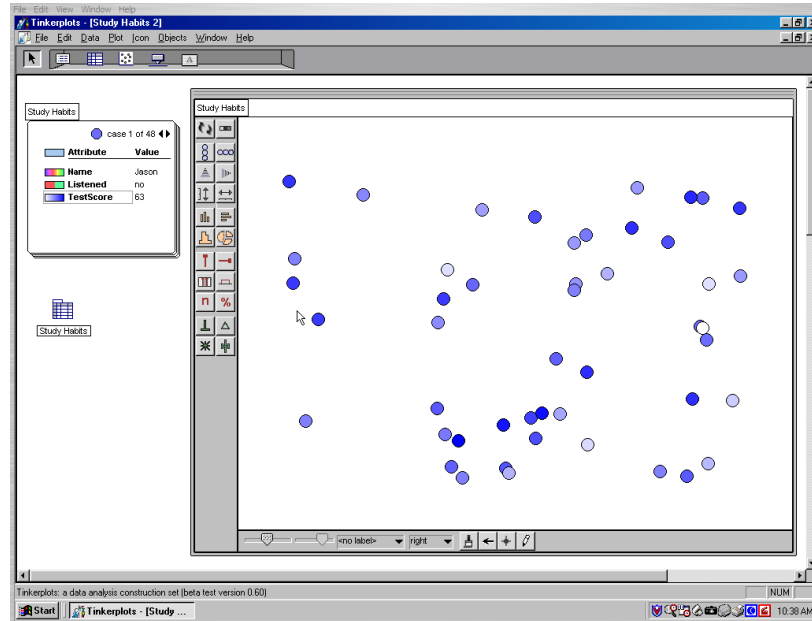 File Edit View Window Help
Tinkerplots - [Study Habits 2]
File Edit Data Plot Icon Objects Window Help
A
Study Habits
case 1 of 48
Attribute Value
Name Jason
Listened no
TestScore 63
Study Habits
Study Habits
n %
<no label> right
Tinkerplots: a data analysis construction set (beta test version 0.60)
NUM
Start Tinkerplots - [Study ...
10:38 AM